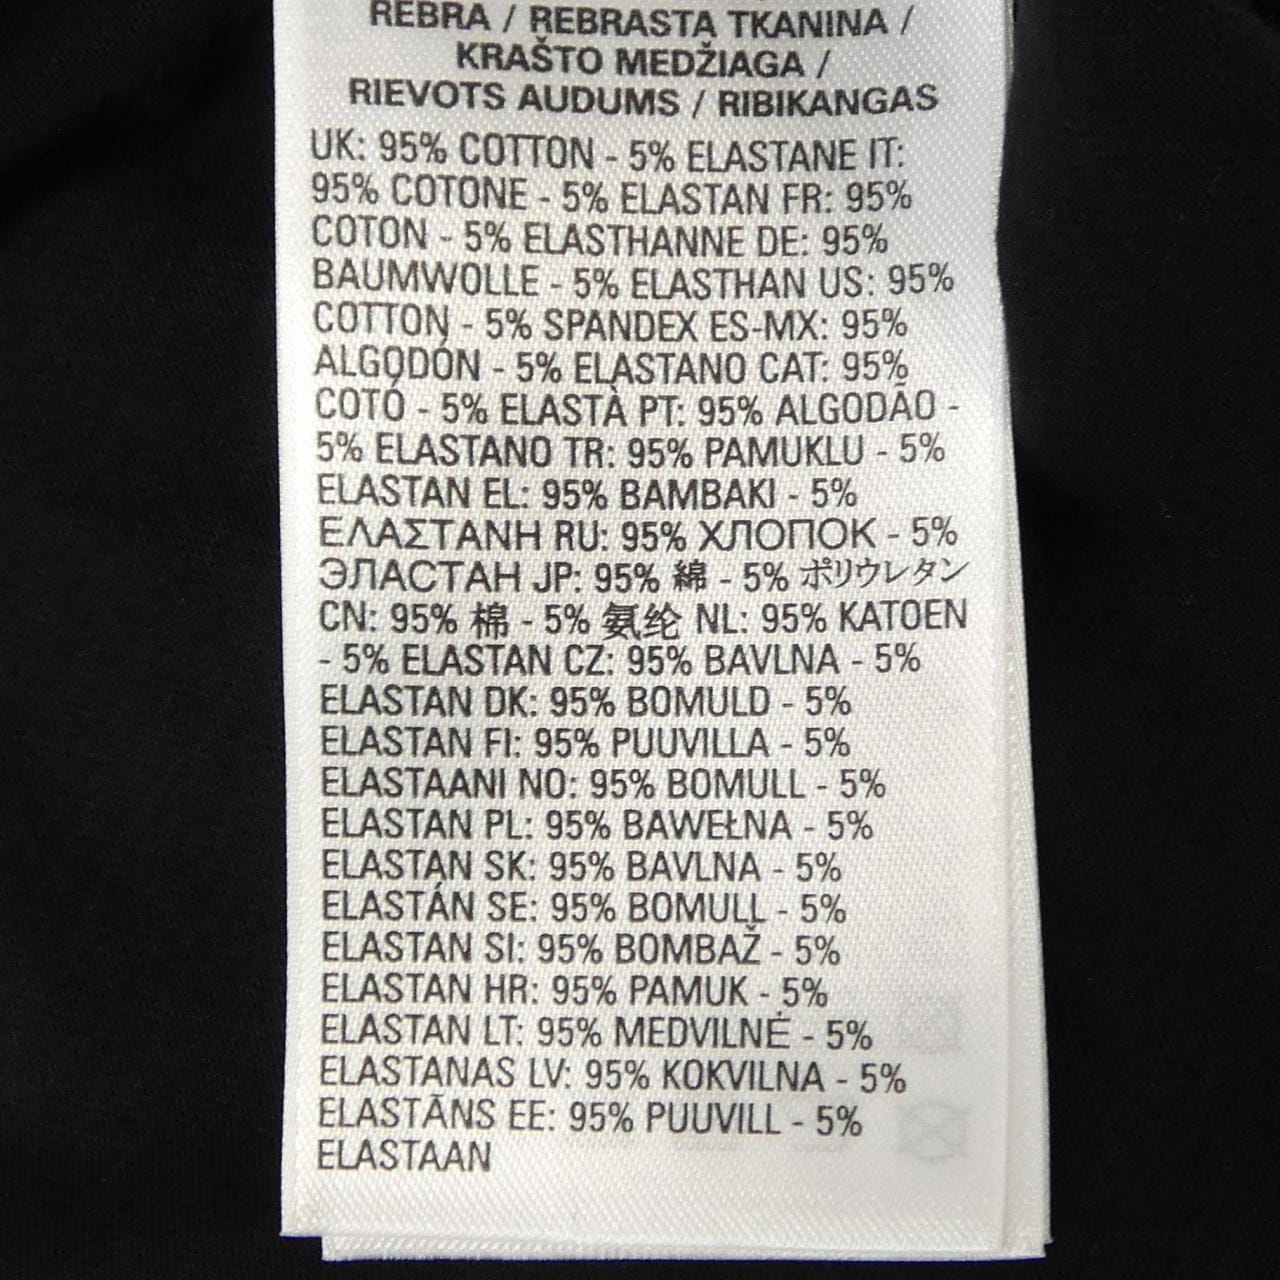 REBRA / REBRASTA TKANINA /
KRAŠTO MEDŽIAGA /
RIEVOTS AUDUMS / RIBIKANGAS
UK: 95% COTTON - 5% ELASTANE IT:
95% COTONE - 5% ELASTAN FR: 95%
COTON - 5% ELASTHANNE DE: 95%
BAUMWOLLE - 5% ELASTHAN US: 95%
COTTON - 5% SPANDEX ES-MX: 95%
ALGODÓN - 5% ELASTANO CAT: 95%
COTÓ - 5% ELASTÀ PT: 95% ALGODÃO -
5% ELASTANO TR: 95% PAMUKLU - 5%
ELASTAN EL: 95% ΒΑΜΒΑΚΙ - 5%
ΕΛΑΣΤΑΝΗ RU: 95% ХЛОПОК - 5%
ЭЛАСТАН JP: 95% 綿 - 5% ポリウレタン
CN: 95% 棉 - 5% 氨纶 NL: 95% KATOEN
- 5% ELASTAN CZ: 95% BAVLNA - 5%
ELASTAN DK: 95% BOMULD - 5%
ELASTAN FI: 95% PUUVILLA - 5%
ELASTAANI NO: 95% BOMULL - 5%
ELASTAN PL: 95% BAWEŁNA - 5%
ELASTAN SK: 95% BAVLNA - 5%
ELASTÁN SE: 95% BOMULL - 5%
ELASTAN SI: 95% BOMBAŽ - 5%
ELASTAN HR: 95% PAMUK - 5%
ELASTAN LT: 95% MEDVILNĖ - 5%
ELASTANAS LV: 95% KOKVILNA - 5%
ELASTĀNS EE: 95% PUUVILL - 5%
ELASTAAN